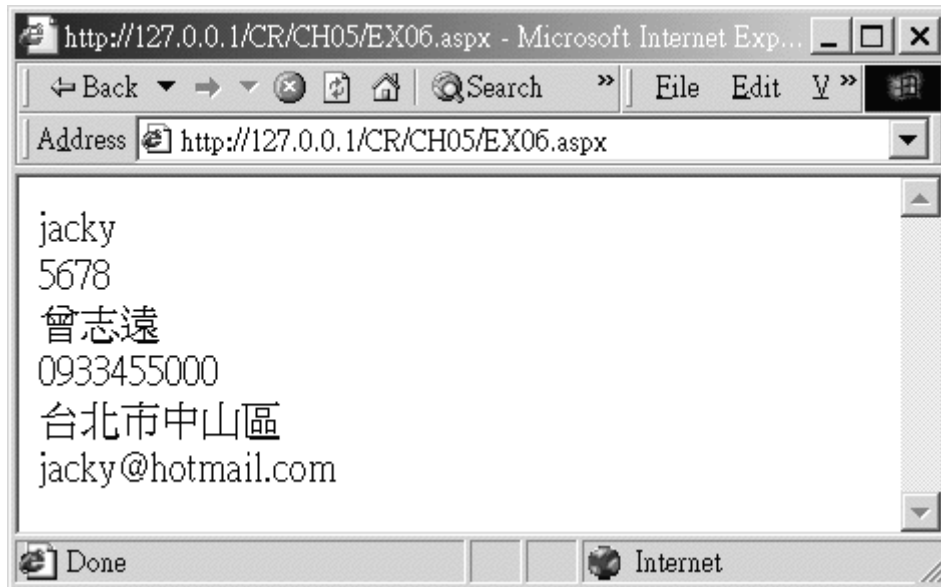 http://127.0.0.1/CR/CH05/EX06.aspx - Microsoft Internet Exp...
Back Search » File Edit V »
Address http://127.0.0.1/CR/CH05/EX06.aspx
jacky
5678
曾志遠
0933455000
台北市中山區
jacky@hotmail.com
Done Internet